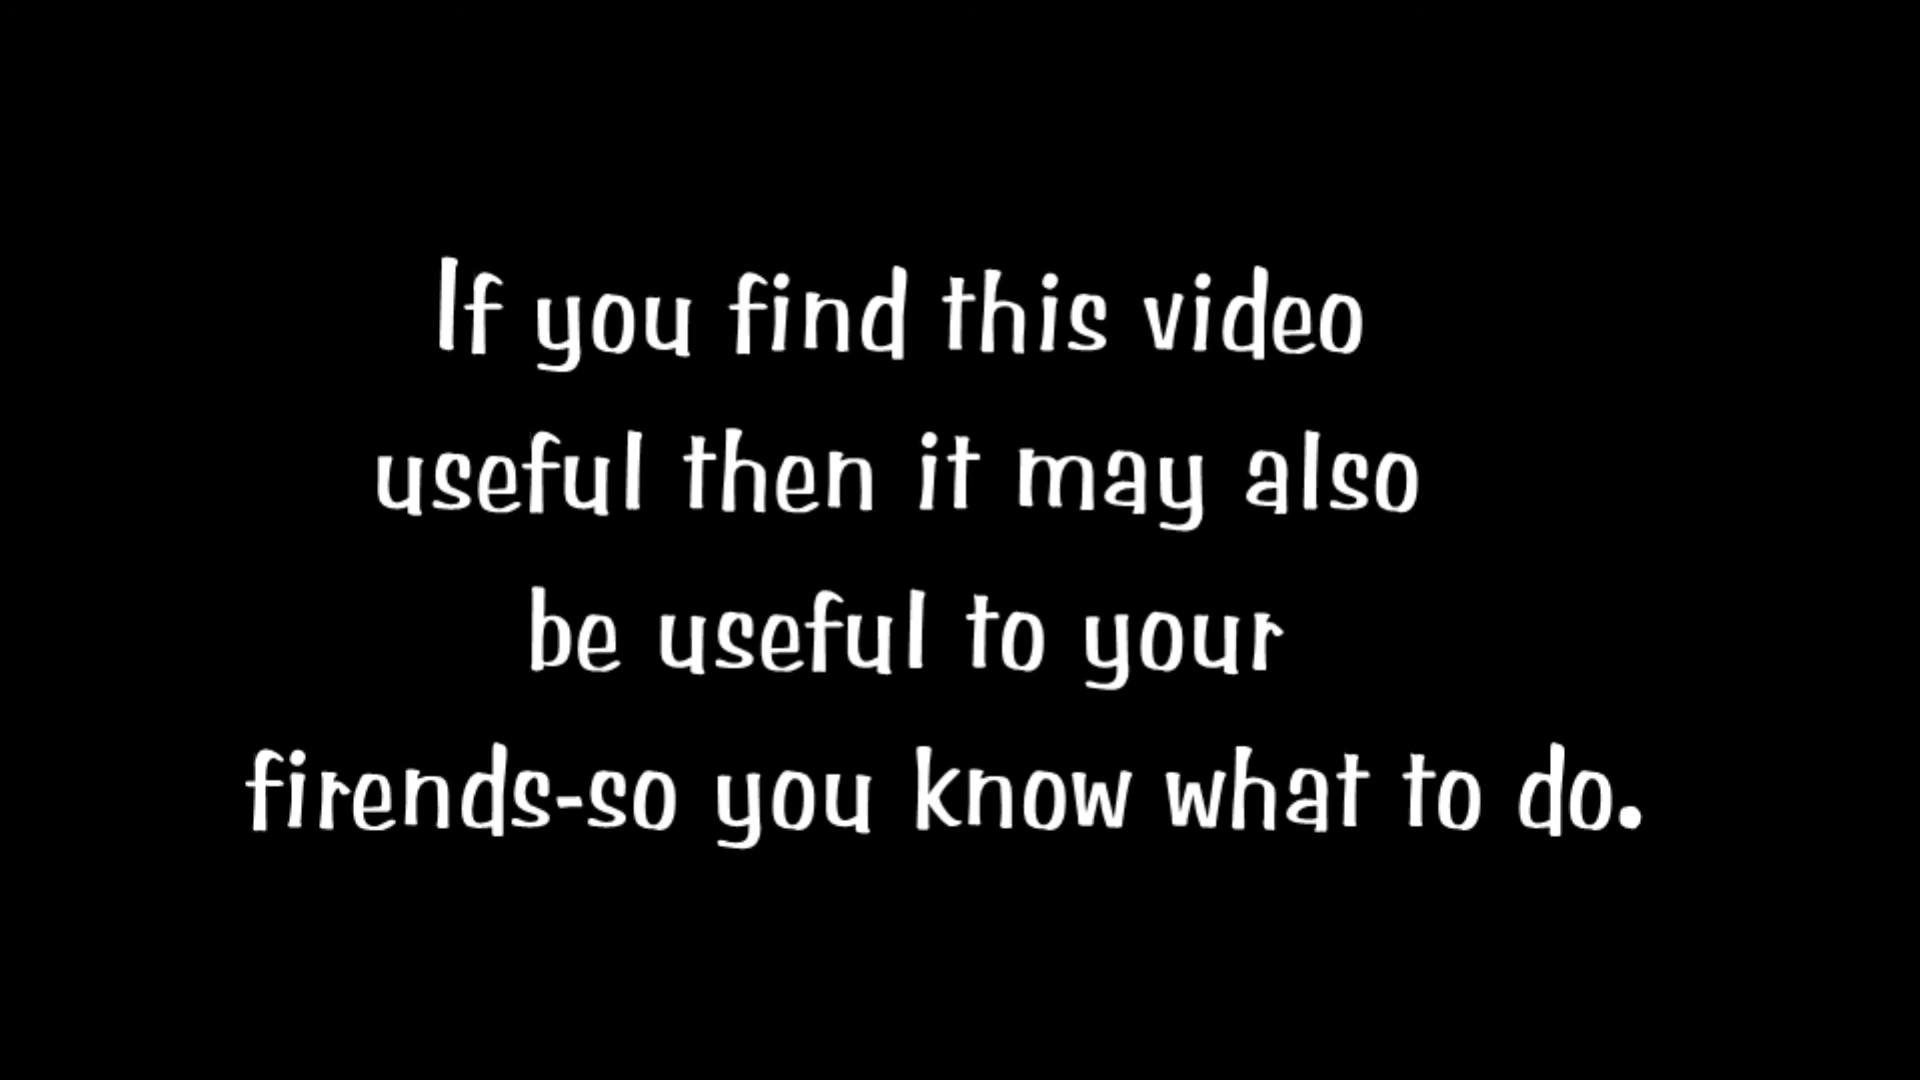 If you find this video
useful then it may also
be useful to your
firends-so you know what to do.